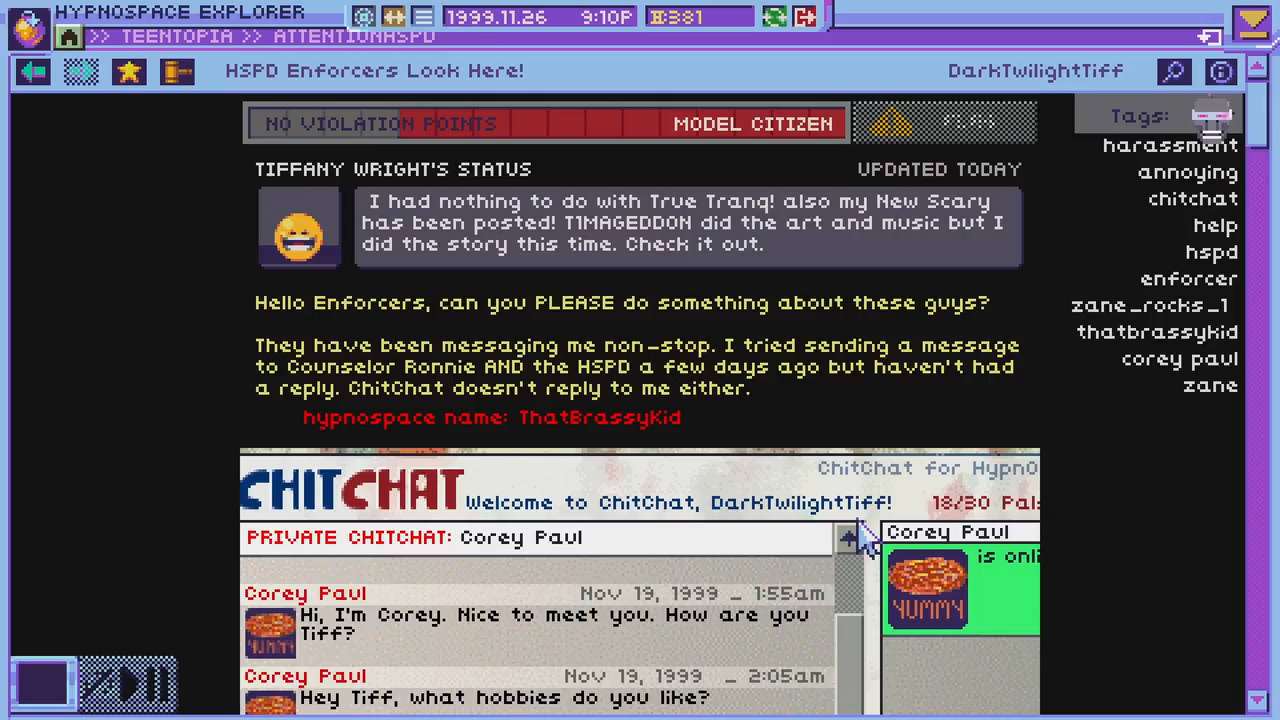 HYPNOSPACE EXPLORER
1999.11.26 9:10P 381
>> TEENTOPIA >> ATTENTIONHSPD
HSPD Enforcers Look Here!
DarkTwilightTiff
NO VIOLATION POINTS
MODEL CITIZEN
Tags:
harassment
annoying
chitchat
help
hspd
enforcer
zane_rocks_1
thatbrassykid
corey paul
zane
TIFFANY WRIGHT'S STATUS
UPDATED TODAY
I had nothing to do with True Tranq! also my New Scary
has been posted! T1MAGEDDON did the art and music but I
did the story this time. Check it out.
Hello Enforcers, can you PLEASE do something about these guys?
They have been messaging me non-stop. I tried sending a message
to Counselor Ronnie AND the HSPD a few days ago but haven't had
a reply. ChitChat doesn't reply to me either.
hypnospace name: ThatBrassyKid
CHITCHAT
ChitChat for Hypn
Welcome to ChitChat, DarkTwilightTiff!
18/30 Pals
PRIVATE CHITCHAT: Corey Paul
Corey Paul
is onli
YUMMY
Corey Paul
Nov 19, 1999 _ 1:55am
Hi, I'm Corey. Nice to meet you. How are you
Tiff?
YUMMY
Corey Paul
Nov 19, 1999 _ 2:05am
Hey Tiff, what hobbies do you like?